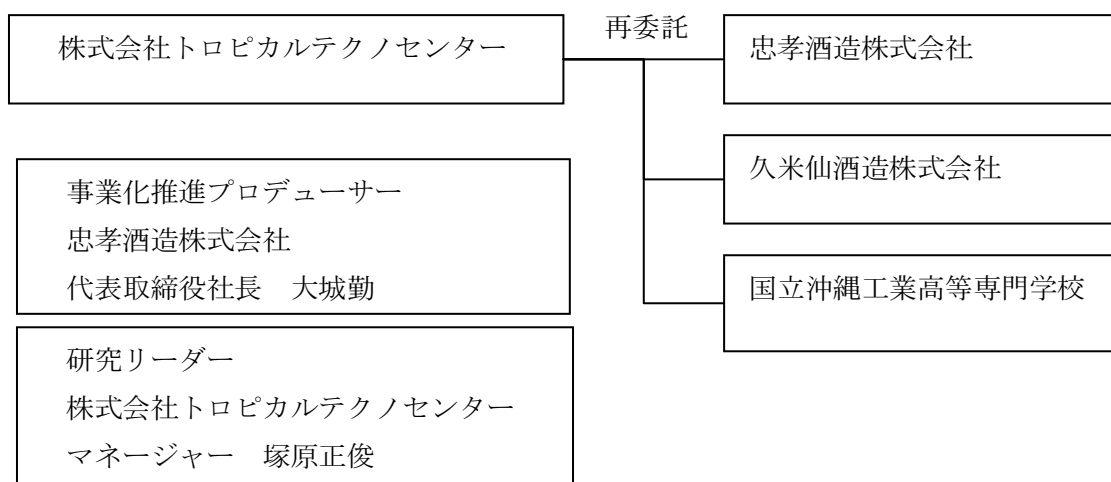 株式会社トロピカルテクノセンター
再委託
忠孝酒造株式会社
久米仙酒造株式会社
国立沖縄工業高等専門学校
事業化推進プロデューサー
忠孝酒造株式会社
代表取締役社長　大城勤
研究リーダー
株式会社トロピカルテクノセンター
マネージャー　塚原正俊